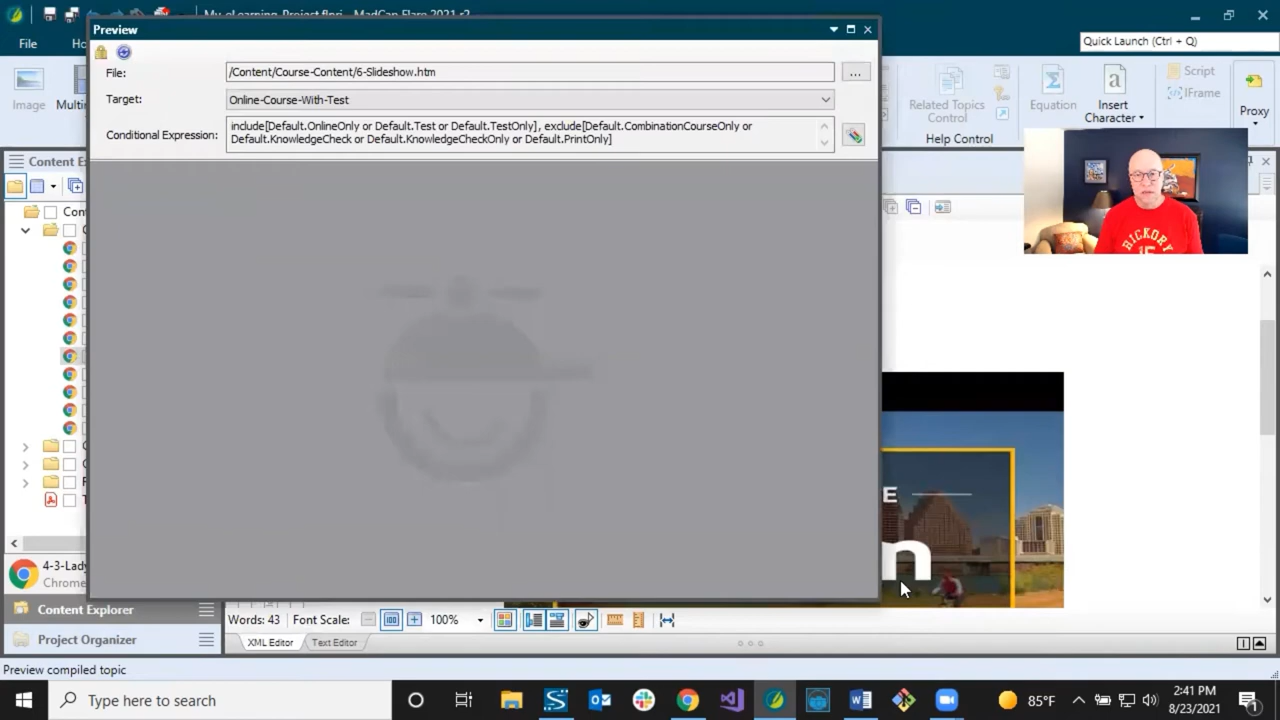 My-eLearning-Project.flprj - MadCap Flare 2021 r2
Preview
File
Quick Launch (Ctrl + Q)
File:
/Content/Course-Content/6-Slideshow.htm
...
Target:
Online-Course-With-Test
Conditional Expression:
include[Default.OnlineOnly or Default.Test or Default.TestOnly], exclude[Default.CombinationCourseOnly or
Default.KnowledgeCheck or Default.KnowledgeCheckOnly or Default.PrintOnly]
Image
Related Topics
Control
Equation
Insert
Character
Script
IFrame
Proxy
Help Control
HICKORY
15
Content E
4-3-Lady
Chrome
Content Explorer
Project Organizer
Words: 43
Font Scale:
100%
XML Editor
Text Editor
Preview compiled topic
Type here to search
85°F
2:41 PM
8/23/2021
1